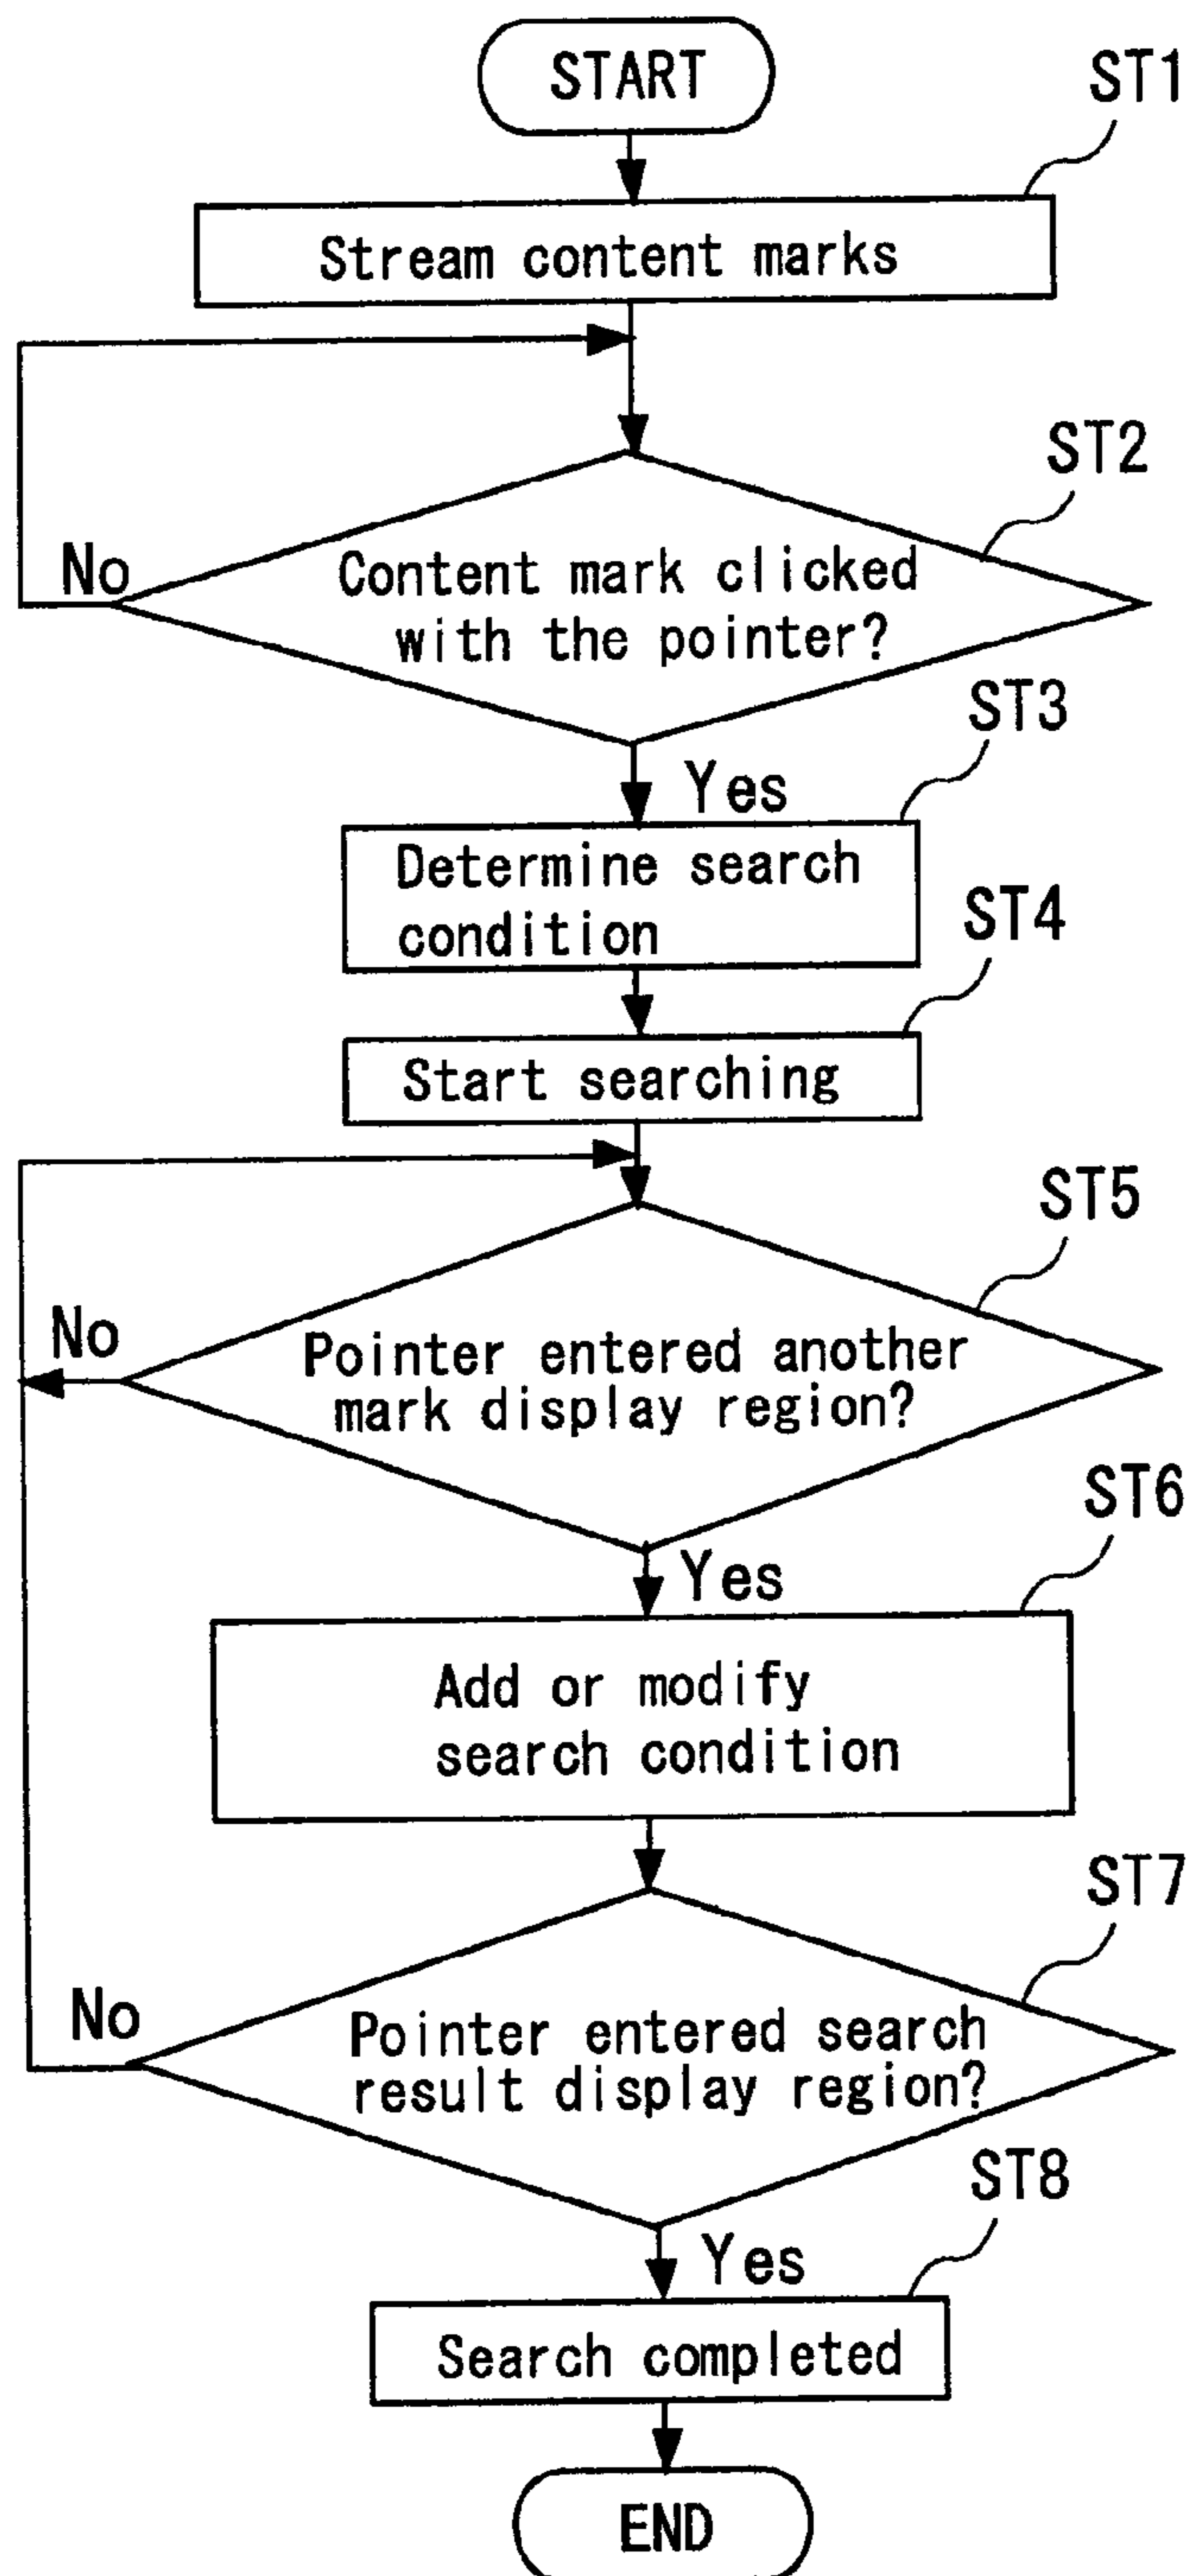 START
ST1
Stream content marks
ST2
No
Content mark clicked
with the pointer?
ST3
Yes
Determine search
condition
ST4
Start searching
ST5
No
Pointer entered another
mark display region?
ST6
Yes
Add or modify
search condition
ST7
No
Pointer entered search
result display region?
ST8
Yes
Search completed
END